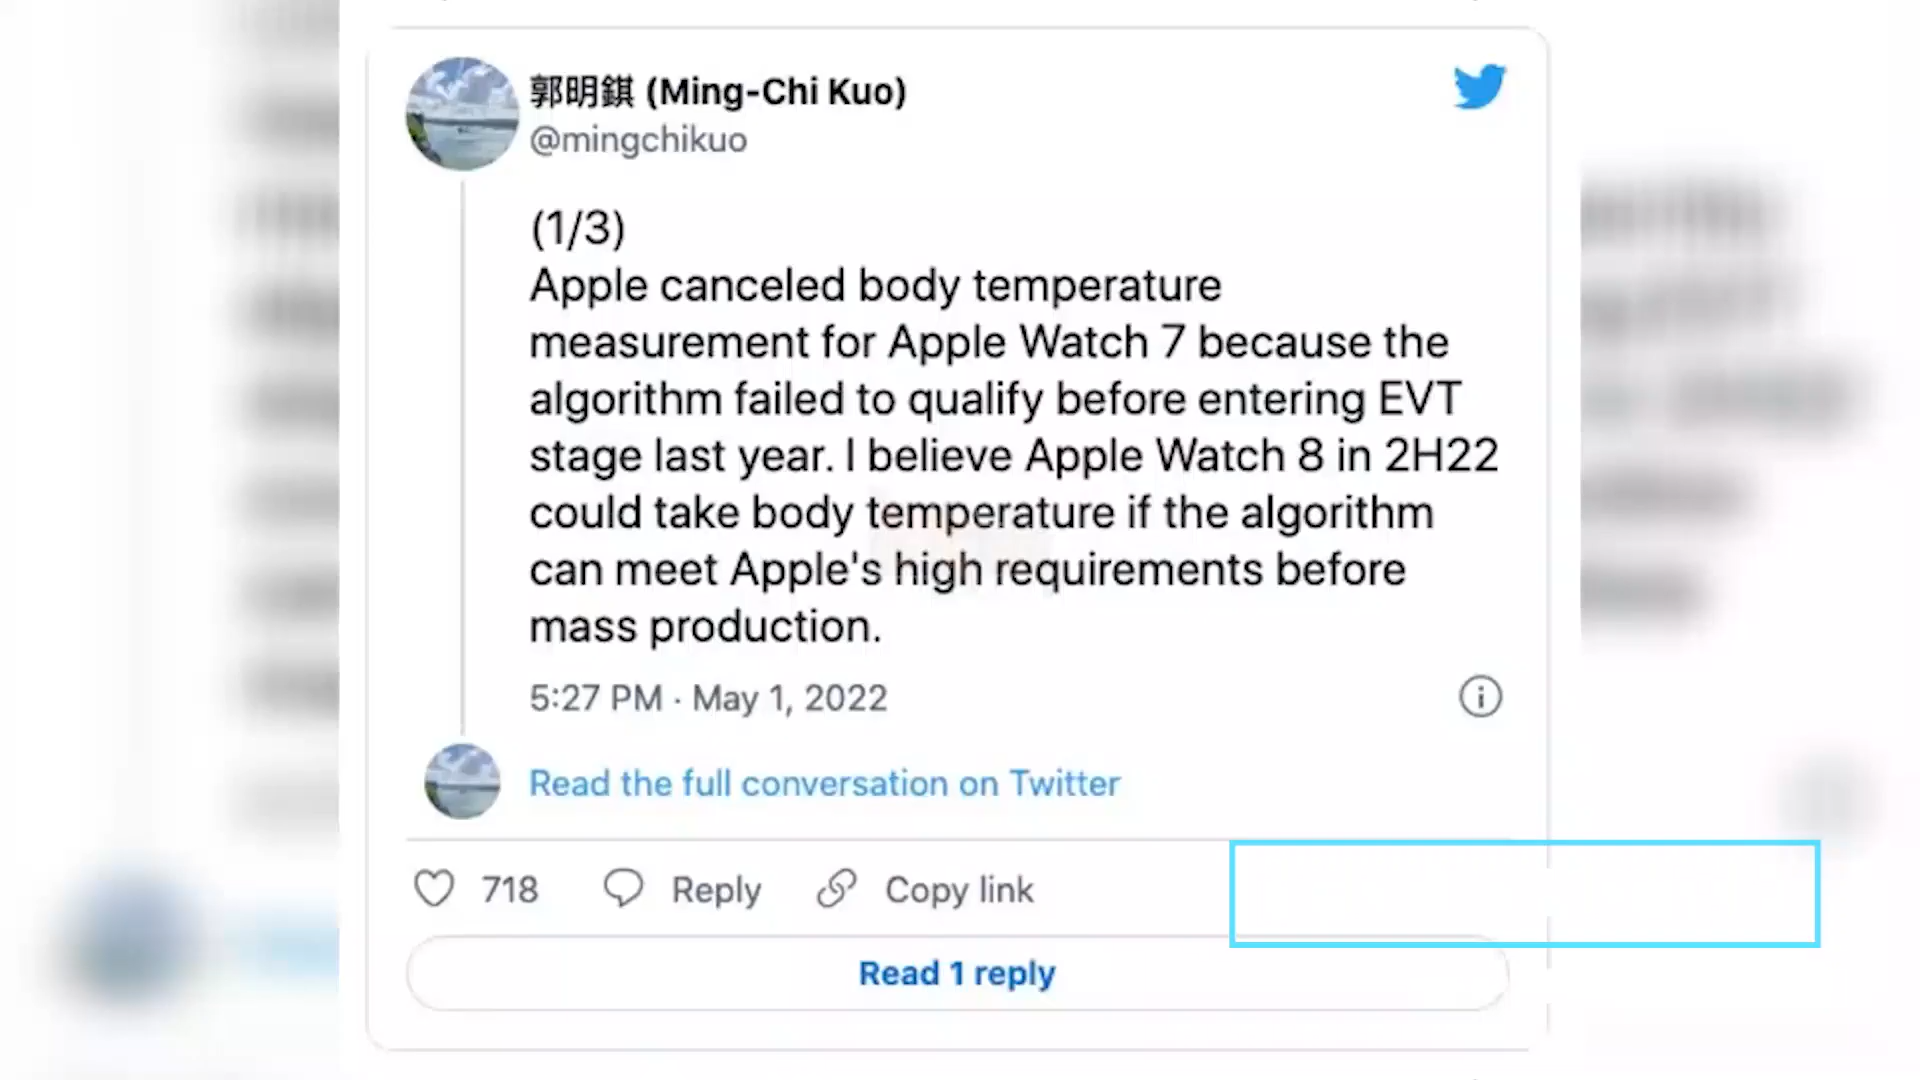 郭明錤 (Ming-Chi Kuo)
@mingchikuo
(1/3)
Apple canceled body temperature
measurement for Apple Watch 7 because the
algorithm failed to qualify before entering EVT
stage last year. I believe Apple Watch 8 in 2H22
could take body temperature if the algorithm
can meet Apple's high requirements before
mass production.
5:27 PM · May 1, 2022
Read the full conversation on Twitter
718 Reply Copy link
Read 1 reply